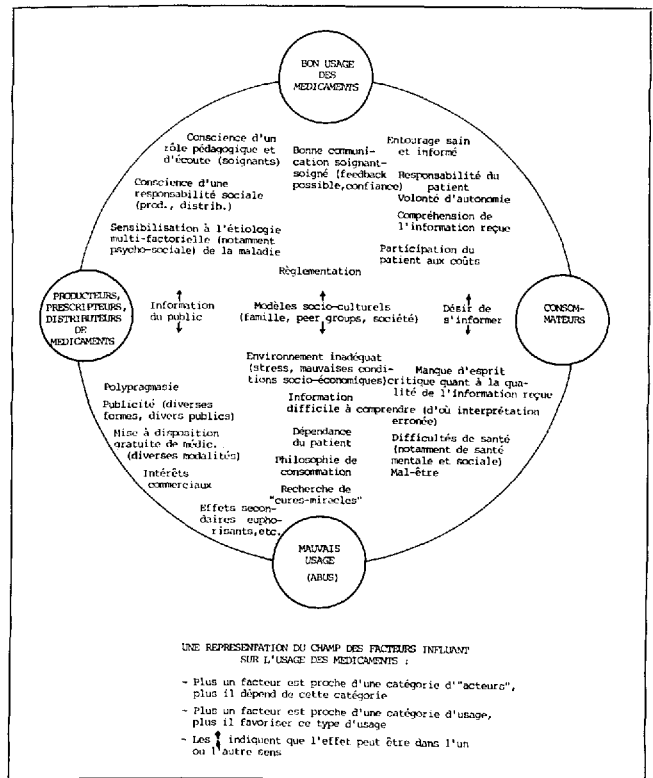 BON USAGE
DES
MEDICAMENTS
Conscience d'un
rôle pédagogique et
d'écoute (soignants)
Bonne communi-
cation soignant-
soigné (feedback
possible,confiance)
Entourage sain
et informé
Responsabilité du
patient
Volonté d'autonomie
Conscience d'une
responsabilité sociale
(prod., distrib.)
Compréhension de
l'information reçue
Sensibilisation à l'étiologie
multi-factorielle (notamment
psycho-sociale) de la maladie
Participation du
patient aux coûts
Règlementation
PRODUCTEURS,
PRESCRIPTEURS,
DISTRIBUTEURS
DE
MEDICAMENTS
Information
du public
Modèles socio-culturels
(famille, peer groups, société)
Désir de
s'informer
CONSOM-
MATEURS
Environnement inadéquat
(stress, mauvaises condi-
tions socio-économiques)
Manque d'esprit
critique quant à la qua-
lité de l'information reçue
Polypragmasie
Publicité (diverses
formes, divers publics)
Information
difficile à comprendre (d'où interprétation
erronée)
Mise à disposition
gratuite de médic.
(diverses modalités)
Dépendance
du patient
Difficultés de santé
(notamment de santé
mentale et sociale)
Mal-être
Philosophie de
consommation
Intérêts
commerciaux
Recherche de
"cures-miracles"
Effets secon-
daires eupho-
risants,etc.
MAUVAIS
USAGE
(ABUS)
UNE REPRESENTATION DU CHAMP DES FACTEURS INFLUANT
SUR L'USAGE DES MEDICAMENTS :
- Plus un facteur est proche d'une catégorie d'"acteurs",
plus il dépend de cette catégorie
- Plus un facteur est proche d'une catégorie d'usage,
plus il favoriser ce type d'usage
- Les ↕ indiquent que l'effet peut être dans l'un
ou l'autre sens